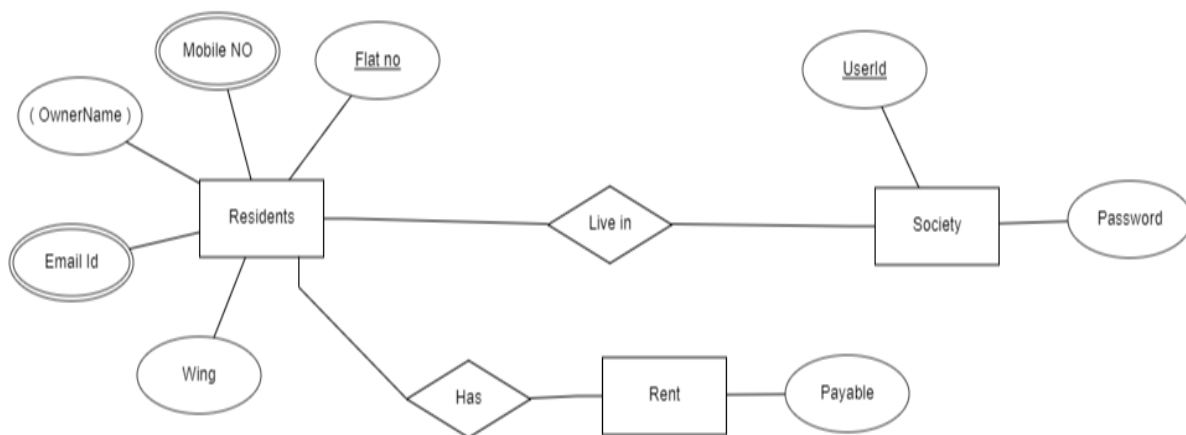 Mobile NO
Flat no
UserId
( OwnerName )
Residents
Live in
Society
Password
Email Id
Wing
Has
Rent
Payable